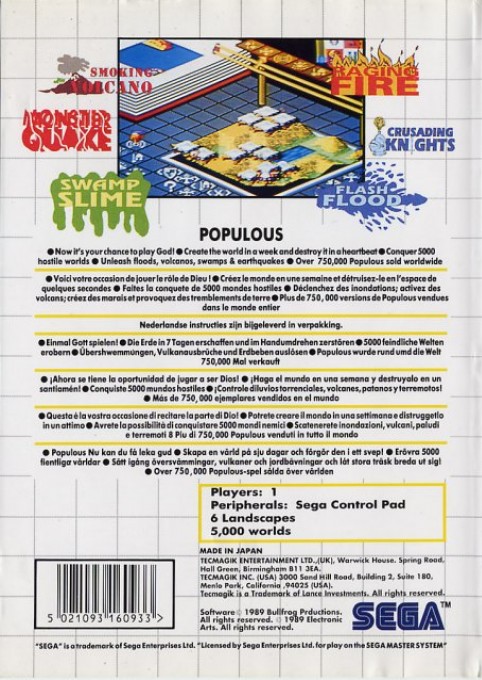 SMOKING
VOLCANO
RAGING
FIRE
MONSTER
QUAKE
CRUSADING
KNIGHTS
SWAMP
SLIME
FLASH
FLOOD
POPULOUS
● Now it's your chance to play God! ● Create the world in a week and destroy it in a heartbeat ● Conquer 5000
hostile worlds ● Unleash floods, volcanos, swamps & earthquakes ● Over 750,000 Populous sold worldwide
● Voici votre occasion de jouer le rôle de Dieu ! ● Créez le monde en une semaine et détruisez-le en l'espace de
quelques secondes ● Faites la conquete de 5000 mondes hostiles ● Déclenchez des inondations; activez des
volcans; créez des marais et provoquez des tremblements de terre ● Plus de 750, 000 versions de Populous vendues
dans le monde entier
Nederlandse instructies zijn bijgeleverd in verpakking.
● Einmal Gott spielen! ● Die Erde in 7 Tagen erschaffen und im Handumdrehen zerstören ● 5000 feindliche Welten
erobern ● Übershwemmungen, Vulkanausbrüche und Erdbeben auslösen ● Populous wurde rund umd die Welt
750,000 Mal verkauft
● ¡Ahora se tiene la oportunidad de jugar a ser Dios! ● ¡Haga el mundo en una semana y destruyalo en un
santiamén! ● Conquiste 5000 mundos hostiles ● ¡Controle diluvios torrenciales, volcanes, patanos y terremotos!
● Más de 750,000 ejemplares vendidos en el mundo
● Questa è la vostra occasione di recitare la parte di Dio! ● Potrete creare il mondo in una settimana e distruggetlo
in un attimo ● Avrete la possibilità di conquistare 5000 mondi nemici ● Scatenerete inondazioni, vulcani, paludi
e terremoti 8 Piu di 750,000 Populous venduti in tutto il mondo
● Populous Nu kan du få leka gud ● Skapa en värld på sju dagar och förgör den i ett svep! ● Erövra 5000
fientliga världar ● Sätt igång översvämningar, vulkaner och jordbävningar och låt stora träsk breda ut sig!
● Over 750,000 Populous-spel sålda över världen
Players: 1
Peripherals: Sega Control Pad
6 Landscapes
5,000 worlds
MADE IN JAPAN
TECMAGIK ENTERTAINMENT LTD.,(UK), Warwick House. Spring Road,
Hall Green, Birmingham B11 3EA.
TECMAGIK INC. (USA) 3000 Sand Hill Road, Building 2, Suite 180,
Menlo Park, California ,94025 (USA).
Tecmagik is a Trademark of Lance Investments. All rights reserved.
Software © 1989 Bullfrog Prductions.
All rights reserved. © 1989 Electronic
Arts. All rights reserved.
SEGA™
5 021093 160933 >
"SEGA" is a trademark of Sega Enterprises Ltd. "Licensed by Sega Enterprises Ltd. for play on the SEGA MASTER SYSTEM"